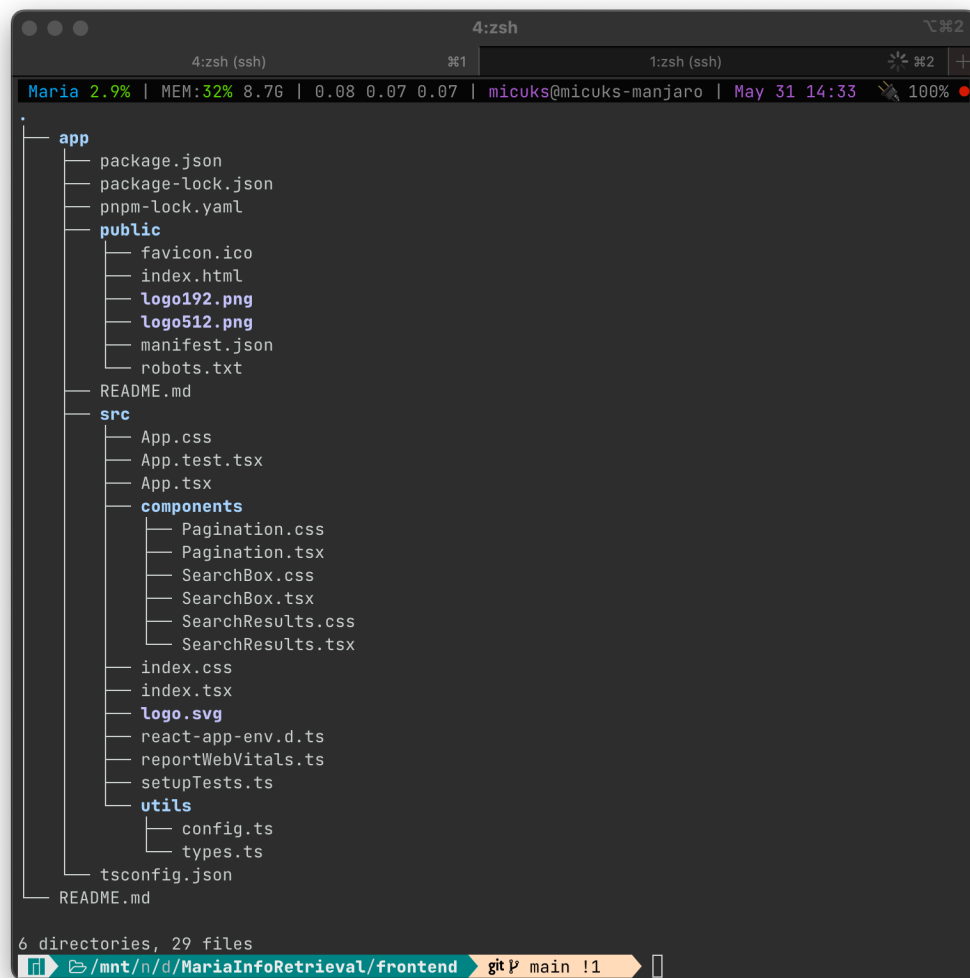 4:zsh ⌥⌘2
4:zsh (ssh) ⌘1 1:zsh (ssh) ⌘2
Maria 2.9% | MEM:32% 8.7G | 0.08 0.07 0.07 | micuks@micuks-manjaro | May 31 14:33 100%
.
├── app
│   ├── package.json
│   ├── package-lock.json
│   ├── pnpm-lock.yaml
│   ├── public
│   │   ├── favicon.ico
│   │   ├── index.html
│   │   ├── logo192.png
│   │   ├── logo512.png
│   │   ├── manifest.json
│   │   └── robots.txt
│   ├── README.md
│   ├── src
│   │   ├── App.css
│   │   ├── App.test.tsx
│   │   ├── App.tsx
│   │   ├── components
│   │   │   ├── Pagination.css
│   │   │   ├── Pagination.tsx
│   │   │   ├── SearchBox.css
│   │   │   ├── SearchBox.tsx
│   │   │   ├── SearchResults.css
│   │   │   └── SearchResults.tsx
│   │   ├── index.css
│   │   ├── index.tsx
│   │   ├── logo.svg
│   │   ├── react-app-env.d.ts
│   │   ├── reportWebVitals.ts
│   │   ├── setupTests.ts
│   │   └── utils
│   │       ├── config.ts
│   │       └── types.ts
│   └── tsconfig.json
└── README.md
6 directories, 29 files
/mnt/n/d/MariaInfoRetrieval/frontend git main !1